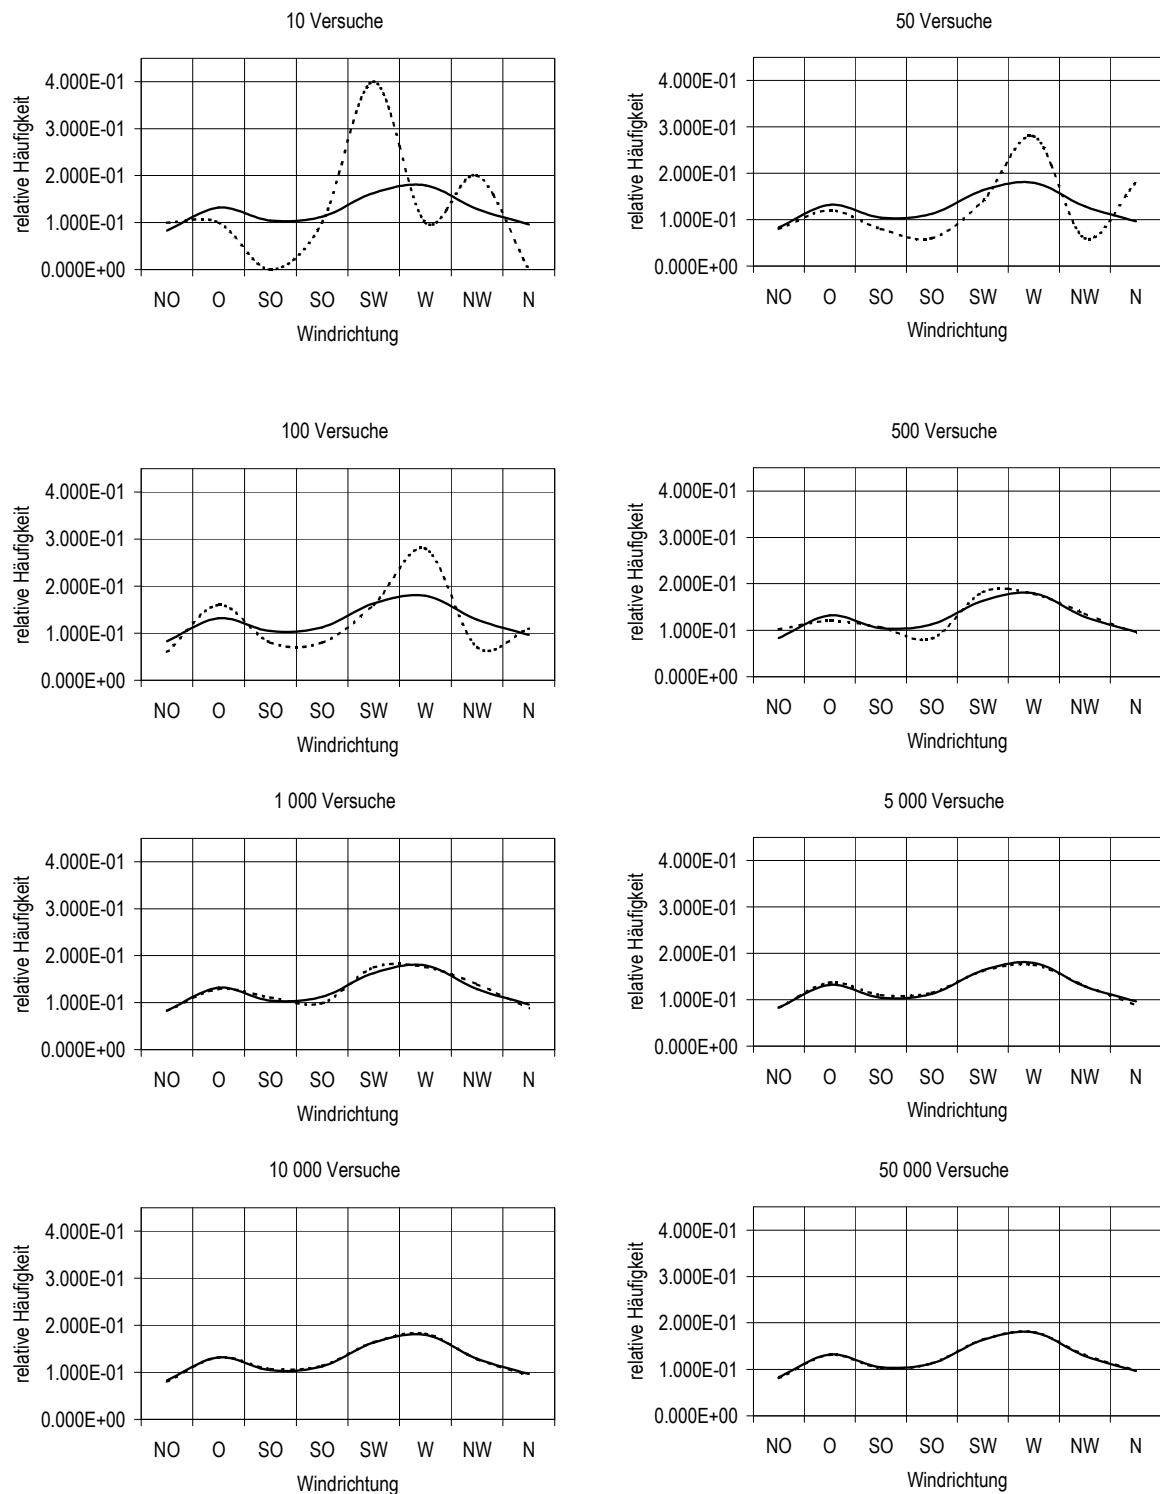 10 Versuche
relative Häufigkeit
4.000E-01
3.000E-01
2.000E-01
1.000E-01
0.000E+00
NO O SO SO SW W NW N
Windrichtung
50 Versuche
relative Häufigkeit
4.000E-01
3.000E-01
2.000E-01
1.000E-01
0.000E+00
NO O SO SO SW W NW N
Windrichtung
100 Versuche
relative Häufigkeit
4.000E-01
3.000E-01
2.000E-01
1.000E-01
0.000E+00
NO O SO SO SW W NW N
Windrichtung
500 Versuche
relative Häufigkeit
4.000E-01
3.000E-01
2.000E-01
1.000E-01
0.000E+00
NO O SO SO SW W NW N
Windrichtung
1 000 Versuche
relative Häufigkeit
4.000E-01
3.000E-01
2.000E-01
1.000E-01
0.000E+00
NO O SO SO SW W NW N
Windrichtung
5 000 Versuche
relative Häufigkeit
4.000E-01
3.000E-01
2.000E-01
1.000E-01
0.000E+00
NO O SO SO SW W NW N
Windrichtung
10 000 Versuche
relative Häufigkeit
4.000E-01
3.000E-01
2.000E-01
1.000E-01
0.000E+00
NO O SO SO SW W NW N
Windrichtung
50 000 Versuche
relative Häufigkeit
4.000E-01
3.000E-01
2.000E-01
1.000E-01
0.000E+00
NO O SO SO SW W NW N
Windrichtung